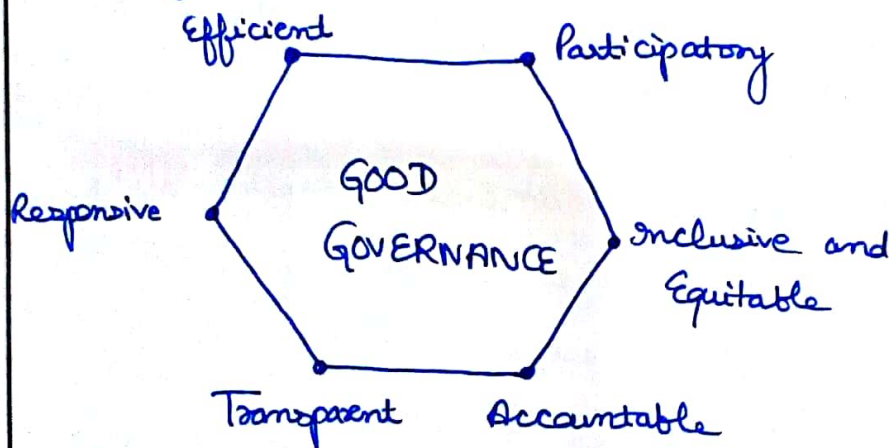 Efficient
Participatory
GOOD
Responsive
GOVERNANCE
Inclusive and
Equitable
Transparent
Accountable